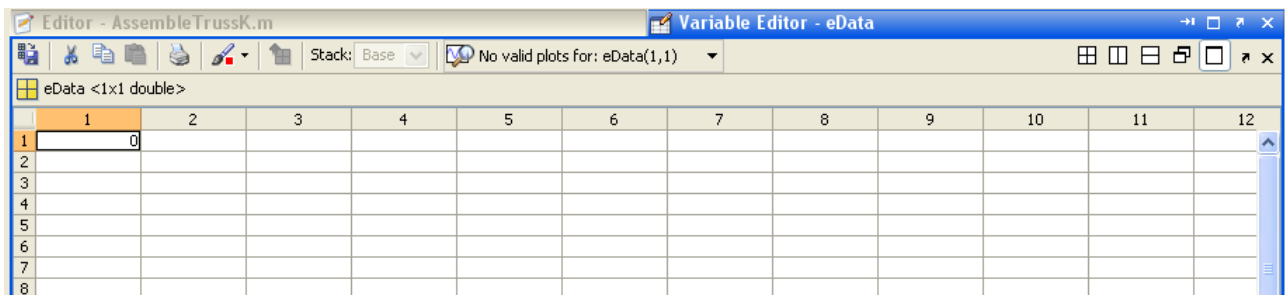 Editor - AssembleTrussK.m Variable Editor - eData
Stack: Base No valid plots for: eData(1,1)
eData <1x1 double>
1 2 3 4 5 6 7 8 9 10 11 12
1 0
2
3
4
5
6
7
8